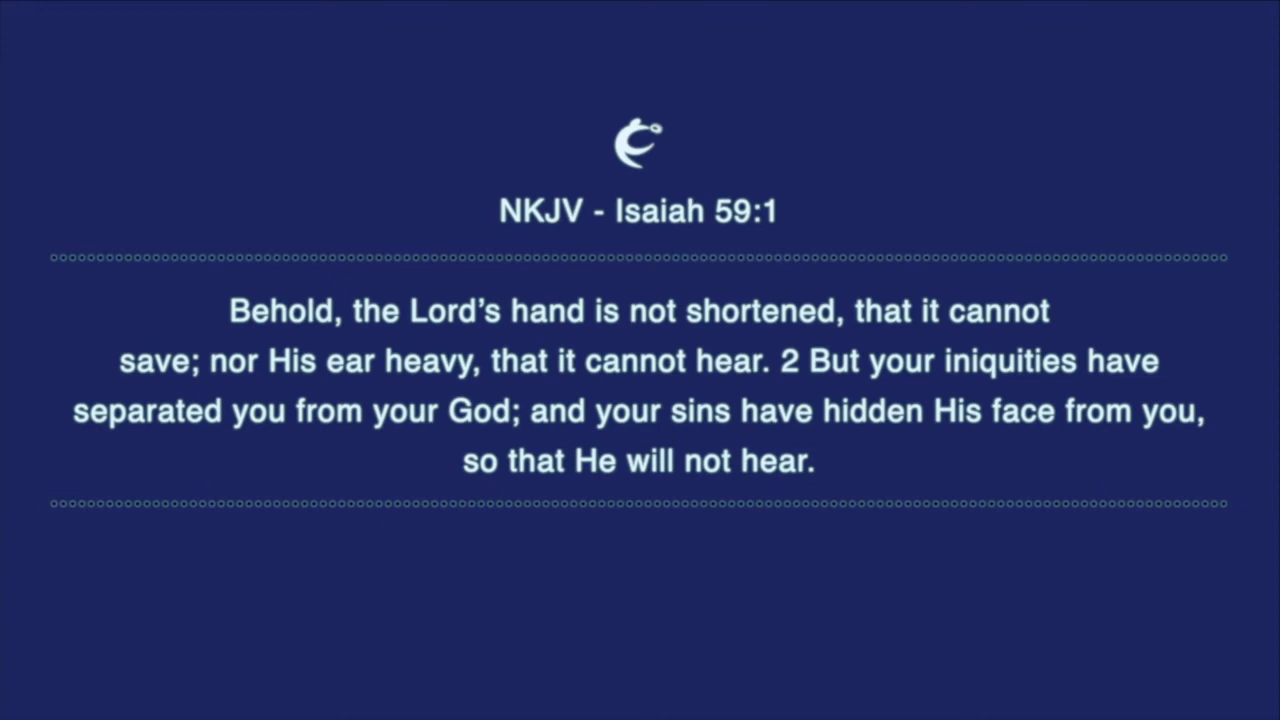 NKJV - Isaiah 59:1
Behold, the Lord’s hand is not shortened, that it cannot
save; nor His ear heavy, that it cannot hear. 2 But your iniquities have
separated you from your God; and your sins have hidden His face from you,
so that He will not hear.